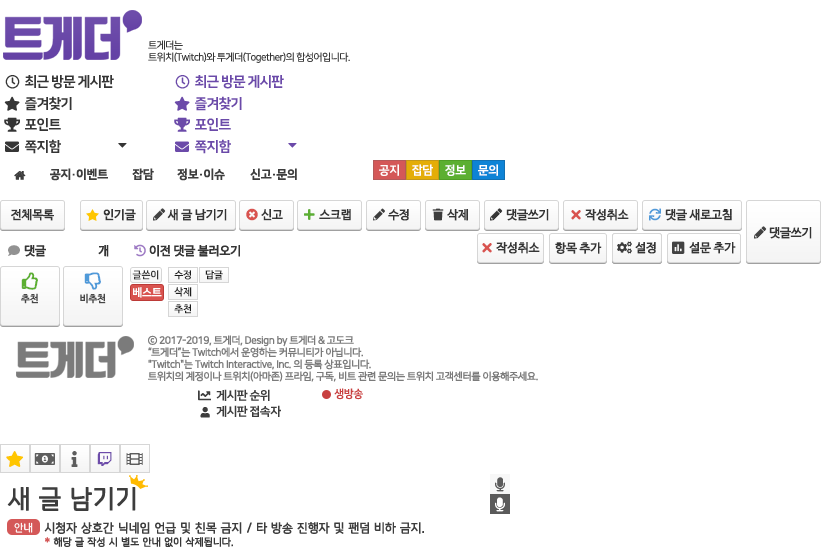 트게더
트게더는
트위치(Twitch)와 투게더(Together)의 합성어입니다.
최근 방문 게시판 최근 방문 게시판
즐겨찾기 즐겨찾기
포인트 포인트
쪽지함 쪽지함
공지·이벤트 잡담 정보·이슈 신고·문의 공지 잡담 정보 문의
전체목록 인기글 새 글 남기기 신고 스크랩 수정 삭제 댓글쓰기 작성취소 댓글 새로고침 댓글쓰기
댓글 개 이전 댓글 불러오기 작성취소 항목 추가 설정 설문 추가
추천 비추천 글쓴이 수정 답글
베스트 삭제
추천
트게더
© 2017-2019, 트게더, Design by 트게더 & 고도크
"트게더"는 Twitch에서 운영하는 커뮤니티가 아닙니다.
"Twitch"는 Twitch Interactive, Inc. 의 등록 상표입니다.
트위치의 계정이나 트위치(아마존) 프라임, 구독, 비트 관련 문의는 트위치 고객센터를 이용해주세요.
게시판 순위 생방송
게시판 접속자
새 글 남기기
안내 시청자 상호간 닉네임 언급 및 친목 금지 / 타 방송 진행자 및 팬덤 비하 금지.
* 해당 글 작성 시 별도 안내 없이 삭제됩니다.